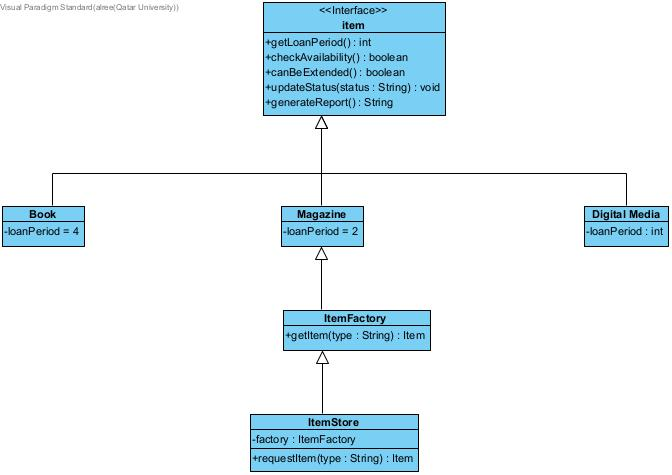 Visual Paradigm Standard(alree(Qatar University))
<<Interface>>
item
+getLoanPeriod() : int
+checkAvailability() : boolean
+canBeExtended() : boolean
+updateStatus(status : String) : void
+generateReport() : String
Book
-loanPeriod = 4
Magazine
-loanPeriod = 2
Digital Media
-loanPeriod : int
ItemFactory
+getItem(type : String) : Item
ItemStore
-factory : ItemFactory
+requestItem(type : String) : Item